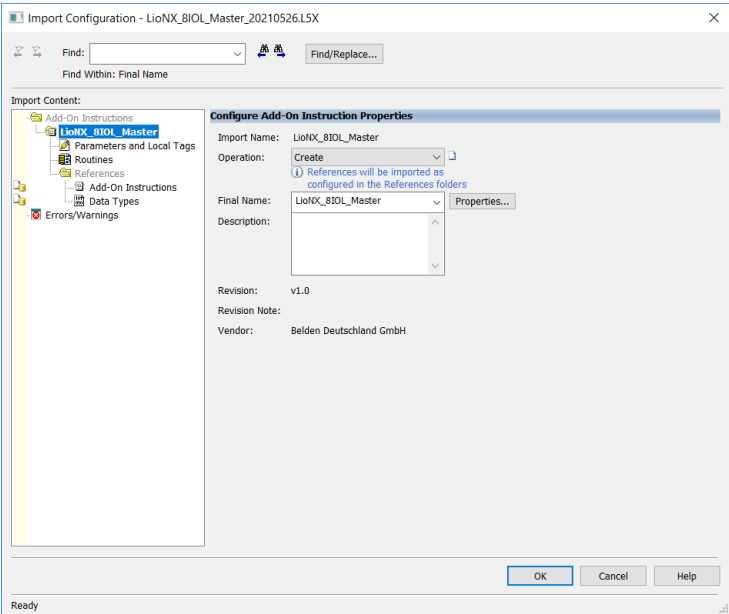 Import Configuration - LioNX_8IOL_Master_20210526.L5X
Find:
Find/Replace...
Find Within: Final Name
Import Content:
Add-On Instructions
LioNX_8IOL_Master
Parameters and Local Tags
Routines
References
Add-On Instructions
Data Types
Errors/Warnings
Configure Add-On Instruction Properties
Import Name: LioNX_8IOL_Master
Operation: Create
References will be imported as
configured in the References folders
Final Name: LioNX_8IOL_Master Properties...
Description:
Revision: v1.0
Revision Note:
Vendor: Belden Deutschland GmbH
OK Cancel Help
Ready